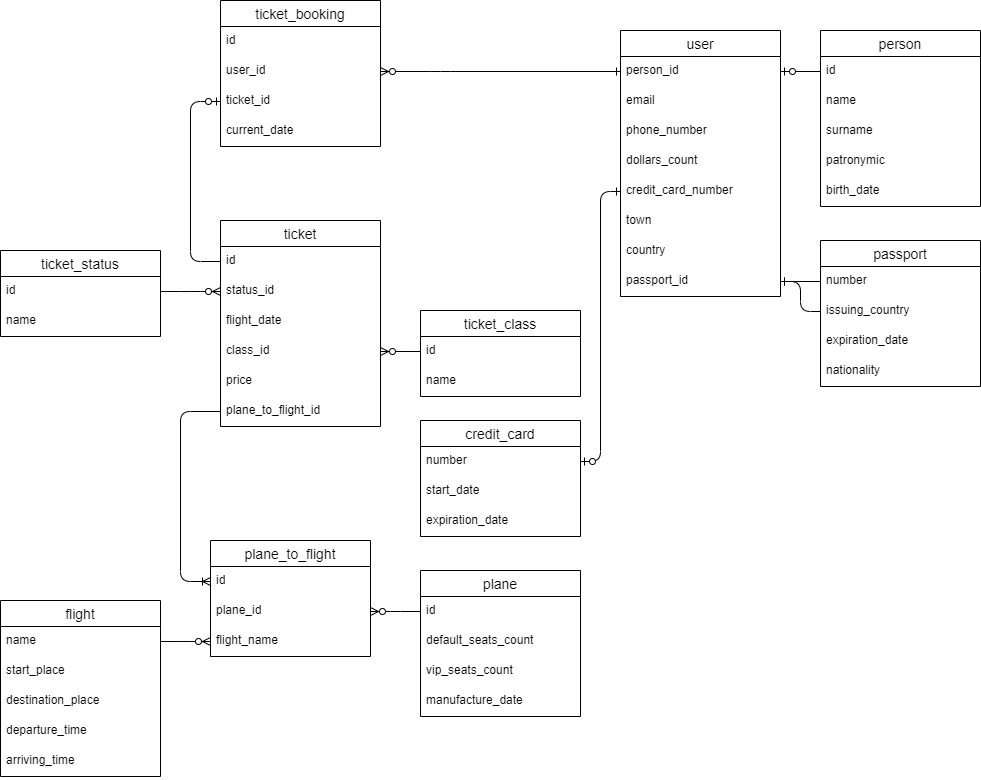 ticket_booking
id
user_id
ticket_id
current_date
user
person_id
email
phone_number
dollars_count
credit_card_number
town
country
passport_id
person
id
name
surname
patronymic
birth_date
ticket_status
id
name
ticket
id
status_id
flight_date
class_id
price
plane_to_flight_id
ticket_class
id
name
passport
number
issuing_country
expiration_date
nationality
credit_card
number
start_date
expiration_date
plane_to_flight
id
plane_id
flight_name
plane
id
default_seats_count
vip_seats_count
manufacture_date
flight
name
start_place
destination_place
departure_time
arriving_time